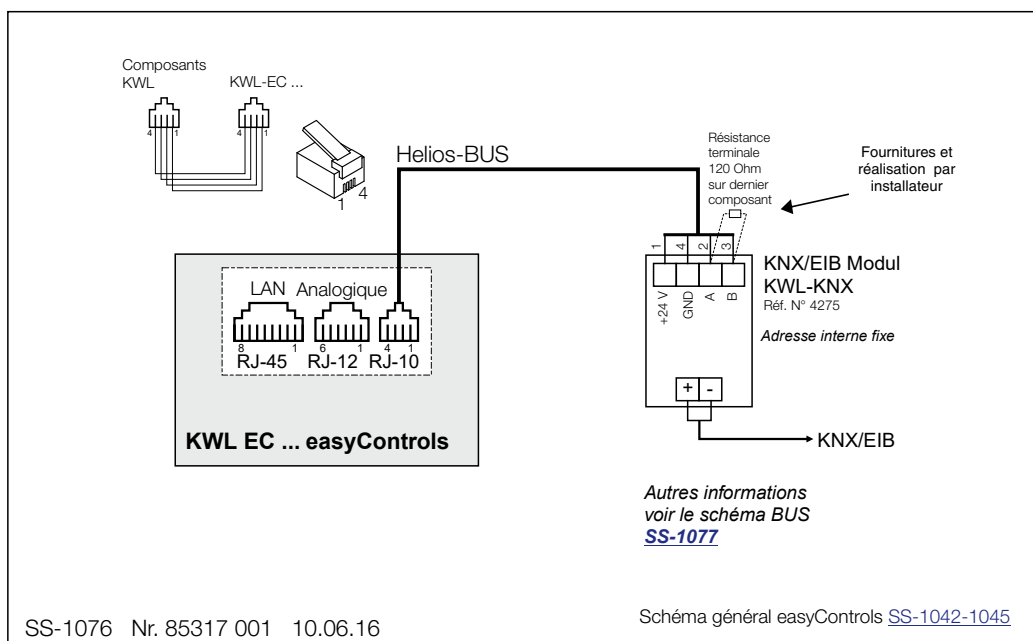 Composants
KWL
KWL-EC ...
4 1
4 1
1 4
Helios-BUS
Résistance
terminale
120 Ohm
sur dernier
composant
Fournitures et
réalisation par
installateur
1 4 2 3
+24 V GND A B
KNX/EIB Modul
KWL-KNX
Réf. N° 4275
Adresse interne fixe
LAN Analogique
8 1 6 1 4 1
RJ-45 RJ-12 RJ-10
KWL EC ... easyControls
+ -
KNX/EIB
Autres informations
voir le schéma BUS
SS-1077
SS-1076 Nr. 85317 001 10.06.16
Schéma général easyControls SS-1042-1045